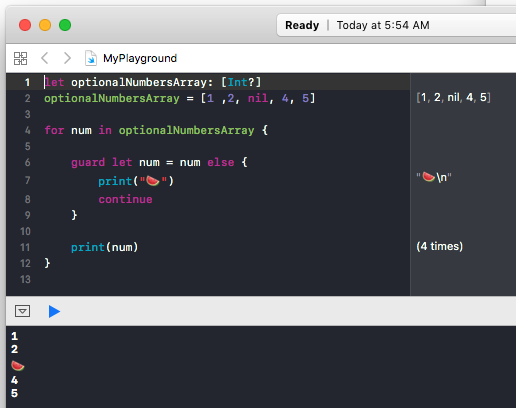 Ready | Today at 5:54 AM
MyPlayground
1 let optionalNumbersArray: [Int?]
2 optionalNumbersArray = [1 ,2, nil, 4, 5] [1, 2, nil, 4, 5]
3
4 for num in optionalNumbersArray {
5
6 guard let num = num else {
7 print("🍉") "🍉\n"
8 continue
9 }
10
11 print(num) (4 times)
12 }
13
1
2
🍉
4
5